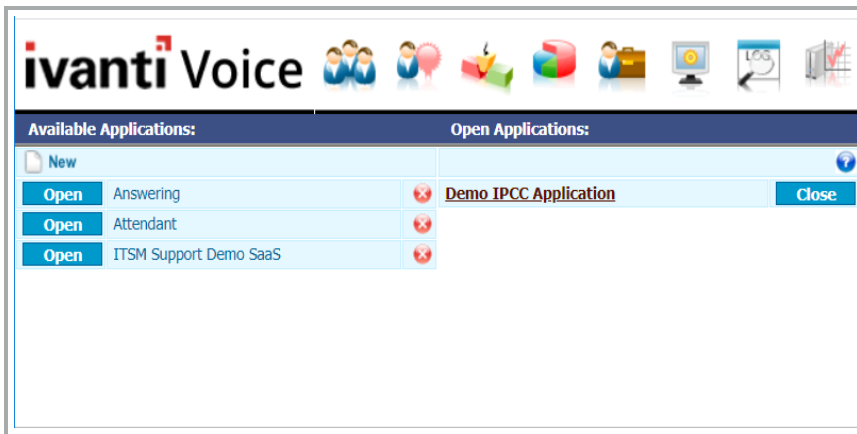 ivanti Voice
LOG
Available Applications:
Open Applications:
New
?
Open Answering
Demo IPCC Application Close
Open Attendant
Open ITSM Support Demo SaaS